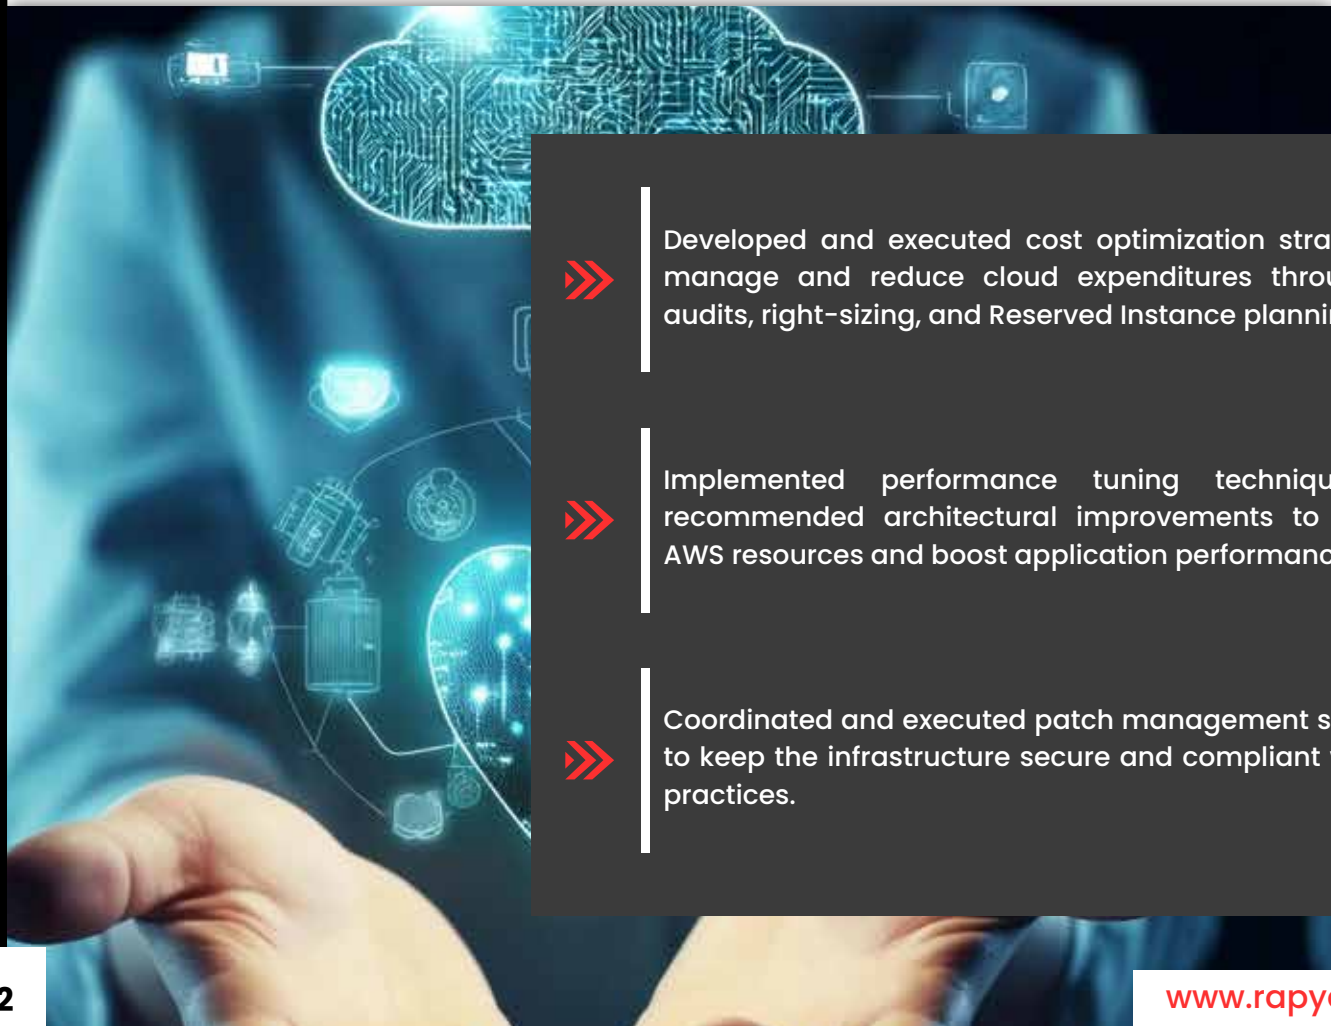 Developed and executed cost optimization stra
manage and reduce cloud expenditures throu
audits, right-sizing, and Reserved Instance planni
Implemented performance tuning techniqu
recommended architectural improvements to
AWS resources and boost application performanc
Coordinated and executed patch management s
to keep the infrastructure secure and compliant
practices.
2
www.rapy